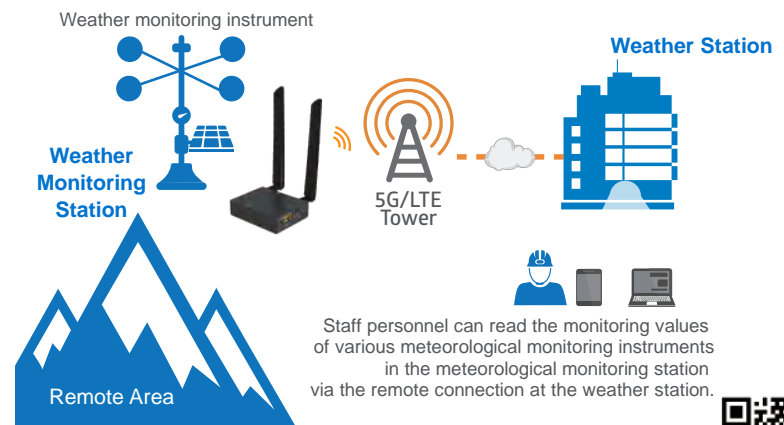 Weather monitoring instrument
Weather Station
Weather
Monitoring
Station
5G/LTE
Tower
Staff personnel can read the monitoring values
of various meteorological monitoring instruments
in the meteorological monitoring station
via the remote connection at the weather station.
Remote Area